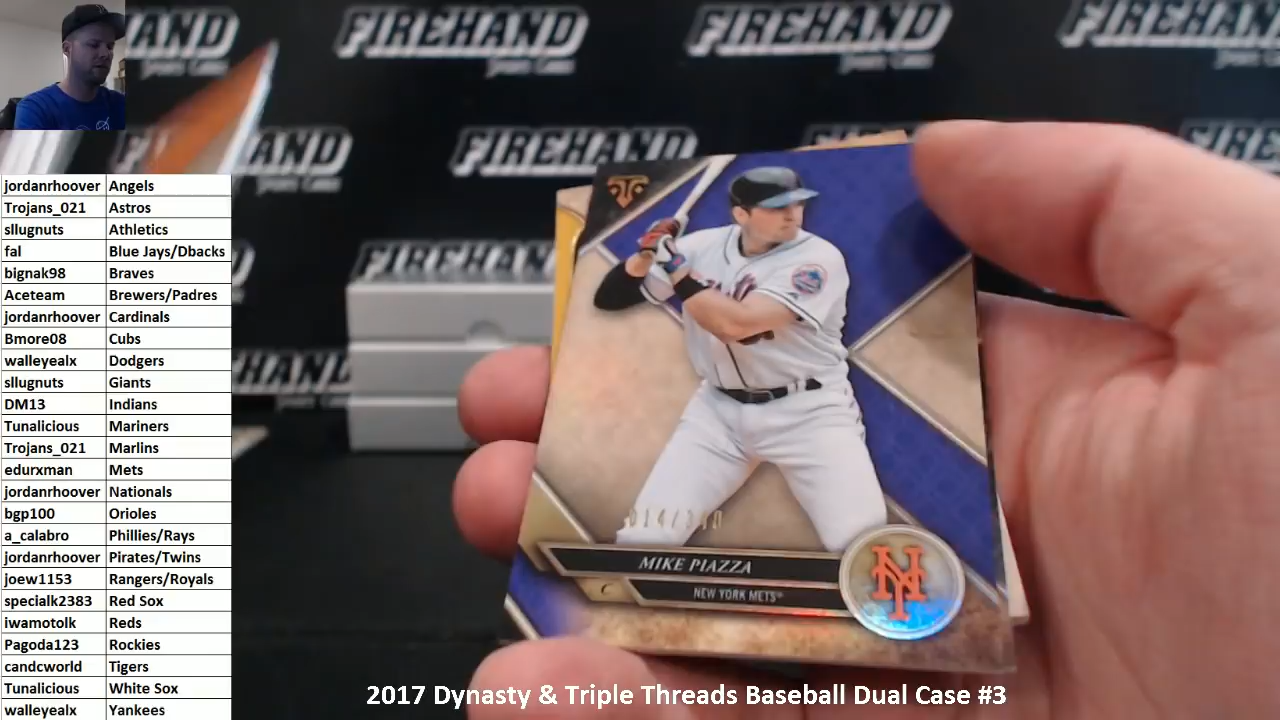 FIREHAND
FIREHAND
FIREHAND
FIREHAND
FIREHAND
FIREHAND
jordanrhoover Angels
Trojans_021 Astros
sllugnuts Athletics
fal Blue Jays/Dbacks
bignak98 Braves
Aceteam Brewers/Padres
jordanrhoover Cardinals
Bmore08 Cubs
walleyealx Dodgers
sllugnuts Giants
DM13 Indians
Tunalicious Mariners
Trojans_021 Marlins
edurxman Mets
jordanrhoover Nationals
bgp100 Orioles
a_calabro Phillies/Rays
jordanrhoover Pirates/Twins
joew1153 Rangers/Royals
specialk2383 Red Sox
iwamotolk Reds
Pagoda123 Rockies
candcworld Tigers
Tunalicious White Sox
walleyealx Yankees
MIKE PIAZZA
C
NEW YORK METS
NY
2017 Dynasty & Triple Threads Baseball Dual Case #3